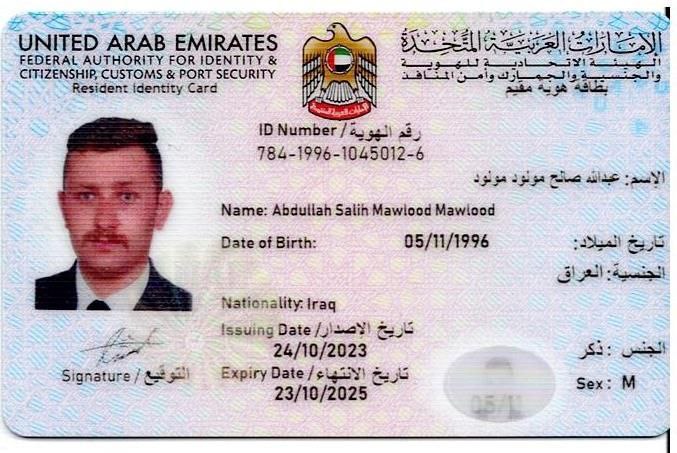 UNITED ARAB EMIRATES
FEDERAL AUTHORITY FOR IDENTITY &
CITIZENSHIP, CUSTOMS & PORT SECURITY
Resident Identity Card
الإمارات العربية المتحدة
الهيئة الاتحادية للهوية
والجنسية والجمارك وأمن المنافذ
بطاقة هوية مقيم
ID Number / رقم الهوية
784-1996-1045012-6
الإسم: عبدالله صالح مولود مولود
Name: Abdullah Salih Mawlood Mawlood
Date of Birth: 05/11/1996 تاريخ الميلاد:
الجنسية: العراق
Nationality: Iraq
Issuing Date / تاريخ الاصدار
24/10/2023
الجنس: ذكر
Expiry Date / تاريخ الانتهاء
23/10/2025
Sex: M
Signature / التوقيع
05/11